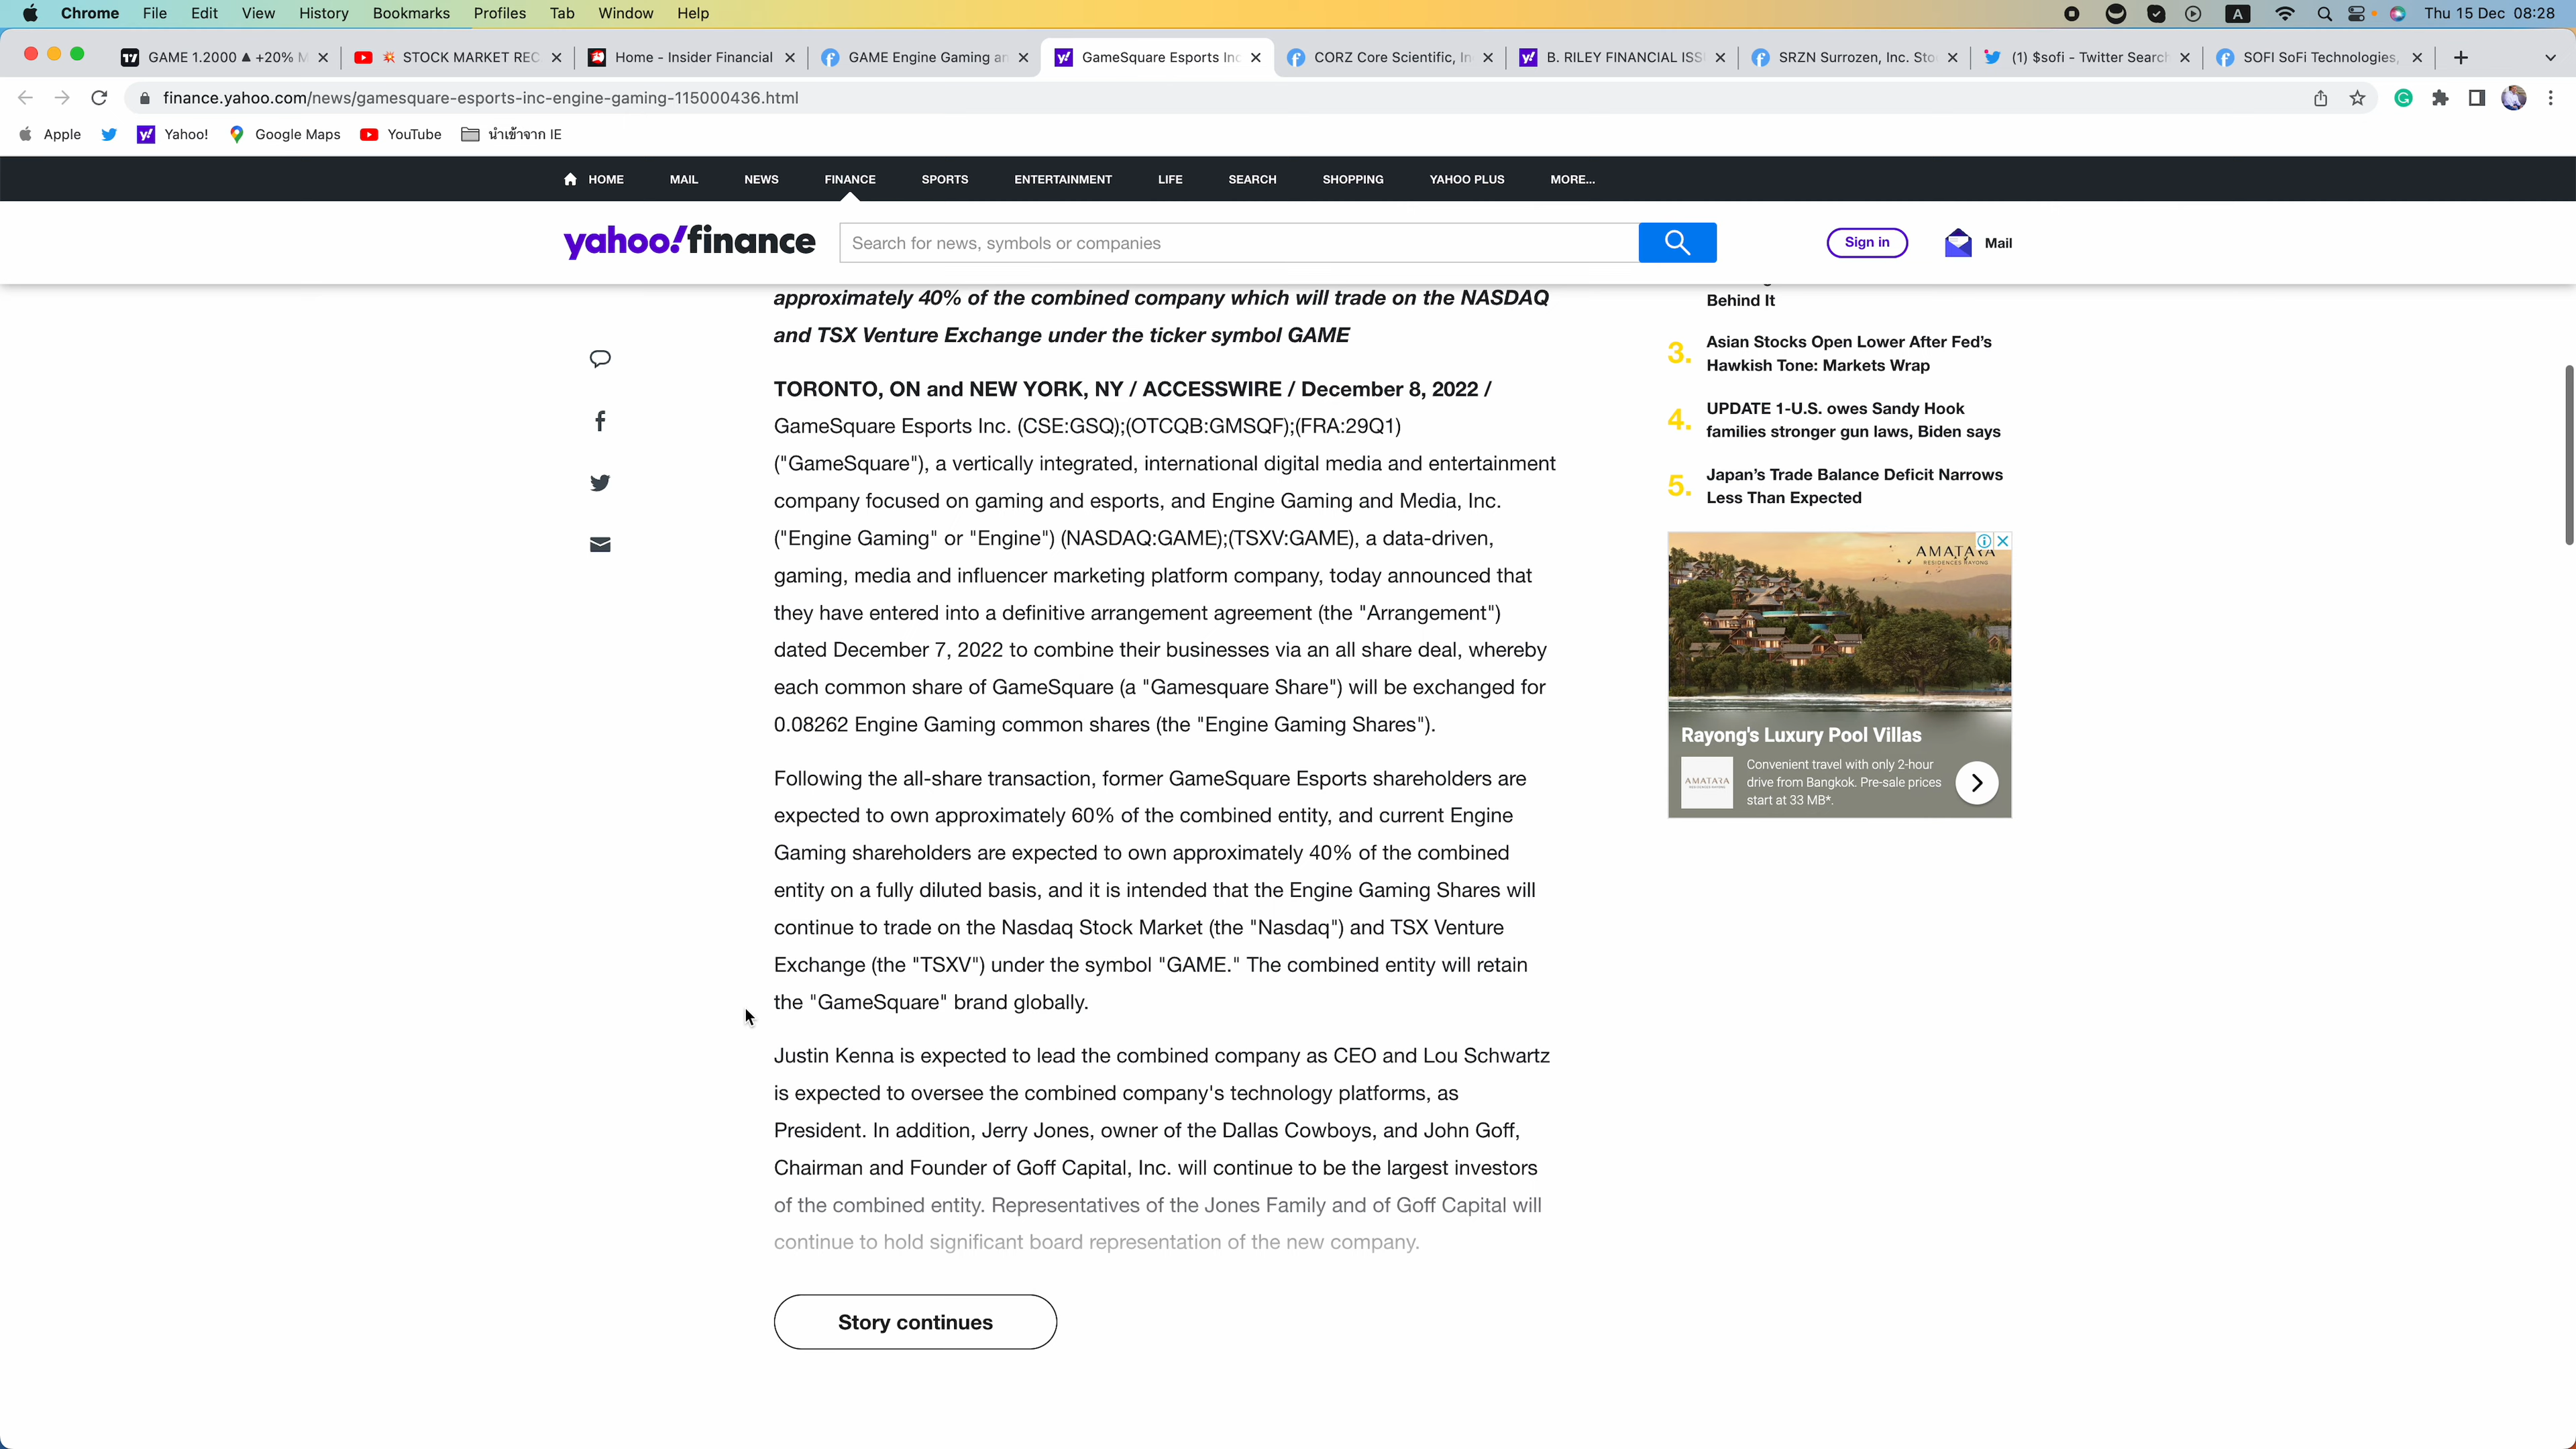 Chrome File Edit View History Bookmarks Profiles Tab Window Help A Thu 15 Dec 08:28
GAME 1.2000 ▲ +20% STOCK MARKET REC Home - Insider Financial GAME Engine Gaming an GameSquare Esports Inc CORZ Core Scientific, In B. RILEY FINANCIAL ISS SRZN Surrozen, Inc. Sto (1) $sofi - Twitter Search SOFI SoFi Technologies,
finance.yahoo.com/news/gamesquare-esports-inc-engine-gaming-115000436.html
Apple Yahoo! Google Maps YouTube นำเข้าจาก IE
HOME MAIL NEWS FINANCE SPORTS ENTERTAINMENT LIFE SEARCH SHOPPING YAHOO PLUS MORE...
yahoo!finance Search for news, symbols or companies Sign in Mail
approximately 40% of the combined company which will trade on the NASDAQ
and TSX Venture Exchange under the ticker symbol GAME
TORONTO, ON and NEW YORK, NY / ACCESSWIRE / December 8, 2022 /
GameSquare Esports Inc. (CSE:GSQ);(OTCQB:GMSQF);(FRA:29Q1)
("GameSquare"), a vertically integrated, international digital media and entertainment
company focused on gaming and esports, and Engine Gaming and Media, Inc.
("Engine Gaming" or "Engine") (NASDAQ:GAME);(TSXV:GAME), a data-driven,
gaming, media and influencer marketing platform company, today announced that
they have entered into a definitive arrangement agreement (the "Arrangement")
dated December 7, 2022 to combine their businesses via an all share deal, whereby
each common share of GameSquare (a "Gamesquare Share") will be exchanged for
0.08262 Engine Gaming common shares (the "Engine Gaming Shares").
Following the all-share transaction, former GameSquare Esports shareholders are
expected to own approximately 60% of the combined entity, and current Engine
Gaming shareholders are expected to own approximately 40% of the combined
entity on a fully diluted basis, and it is intended that the Engine Gaming Shares will
continue to trade on the Nasdaq Stock Market (the "Nasdaq") and TSX Venture
Exchange (the "TSXV") under the symbol "GAME." The combined entity will retain
the "GameSquare" brand globally.
Justin Kenna is expected to lead the combined company as CEO and Lou Schwartz
is expected to oversee the combined company's technology platforms, as
President. In addition, Jerry Jones, owner of the Dallas Cowboys, and John Goff,
Chairman and Founder of Goff Capital, Inc. will continue to be the largest investors
of the combined entity. Representatives of the Jones Family and of Goff Capital will
continue to hold significant board representation of the new company.
Story continues
Behind It
3. Asian Stocks Open Lower After Fed's
Hawkish Tone: Markets Wrap
4. UPDATE 1-U.S. owes Sandy Hook
families stronger gun laws, Biden says
5. Japan's Trade Balance Deficit Narrows
Less Than Expected
AMATARA
RESIDENCES RAYONG
Rayong's Luxury Pool Villas
AMATARA
Convenient travel with only 2-hour
drive from Bangkok. Pre-sale prices
start at 33 MB*.